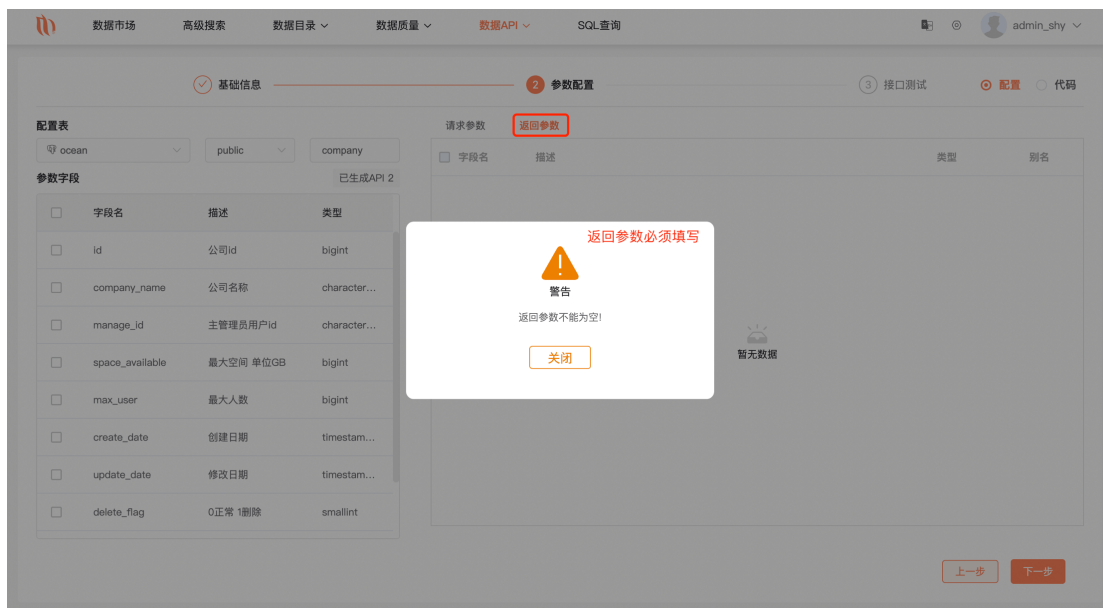 数据市场 高级搜索 数据目录 数据质量 数据API SQL查询 admin_shy
基础信息 2 参数配置 3 接口测试 配置 代码
配置表 请求参数 返回参数
ocean public company 字段名 描述 类型 别名
参数字段 已生成API 2
字段名 描述 类型
返回参数必须填写
id 公司id bigint
警告
company_name 公司名称 character...
返回参数不能为空!
manage_id 主管理员用户id character...
关闭
暂无数据
space_available 最大空间 单位GB bigint
max_user 最大人数 bigint
create_date 创建日期 timestam...
update_date 修改日期 timestam...
delete_flag 0正常 1删除 smallint
上一步 下一步